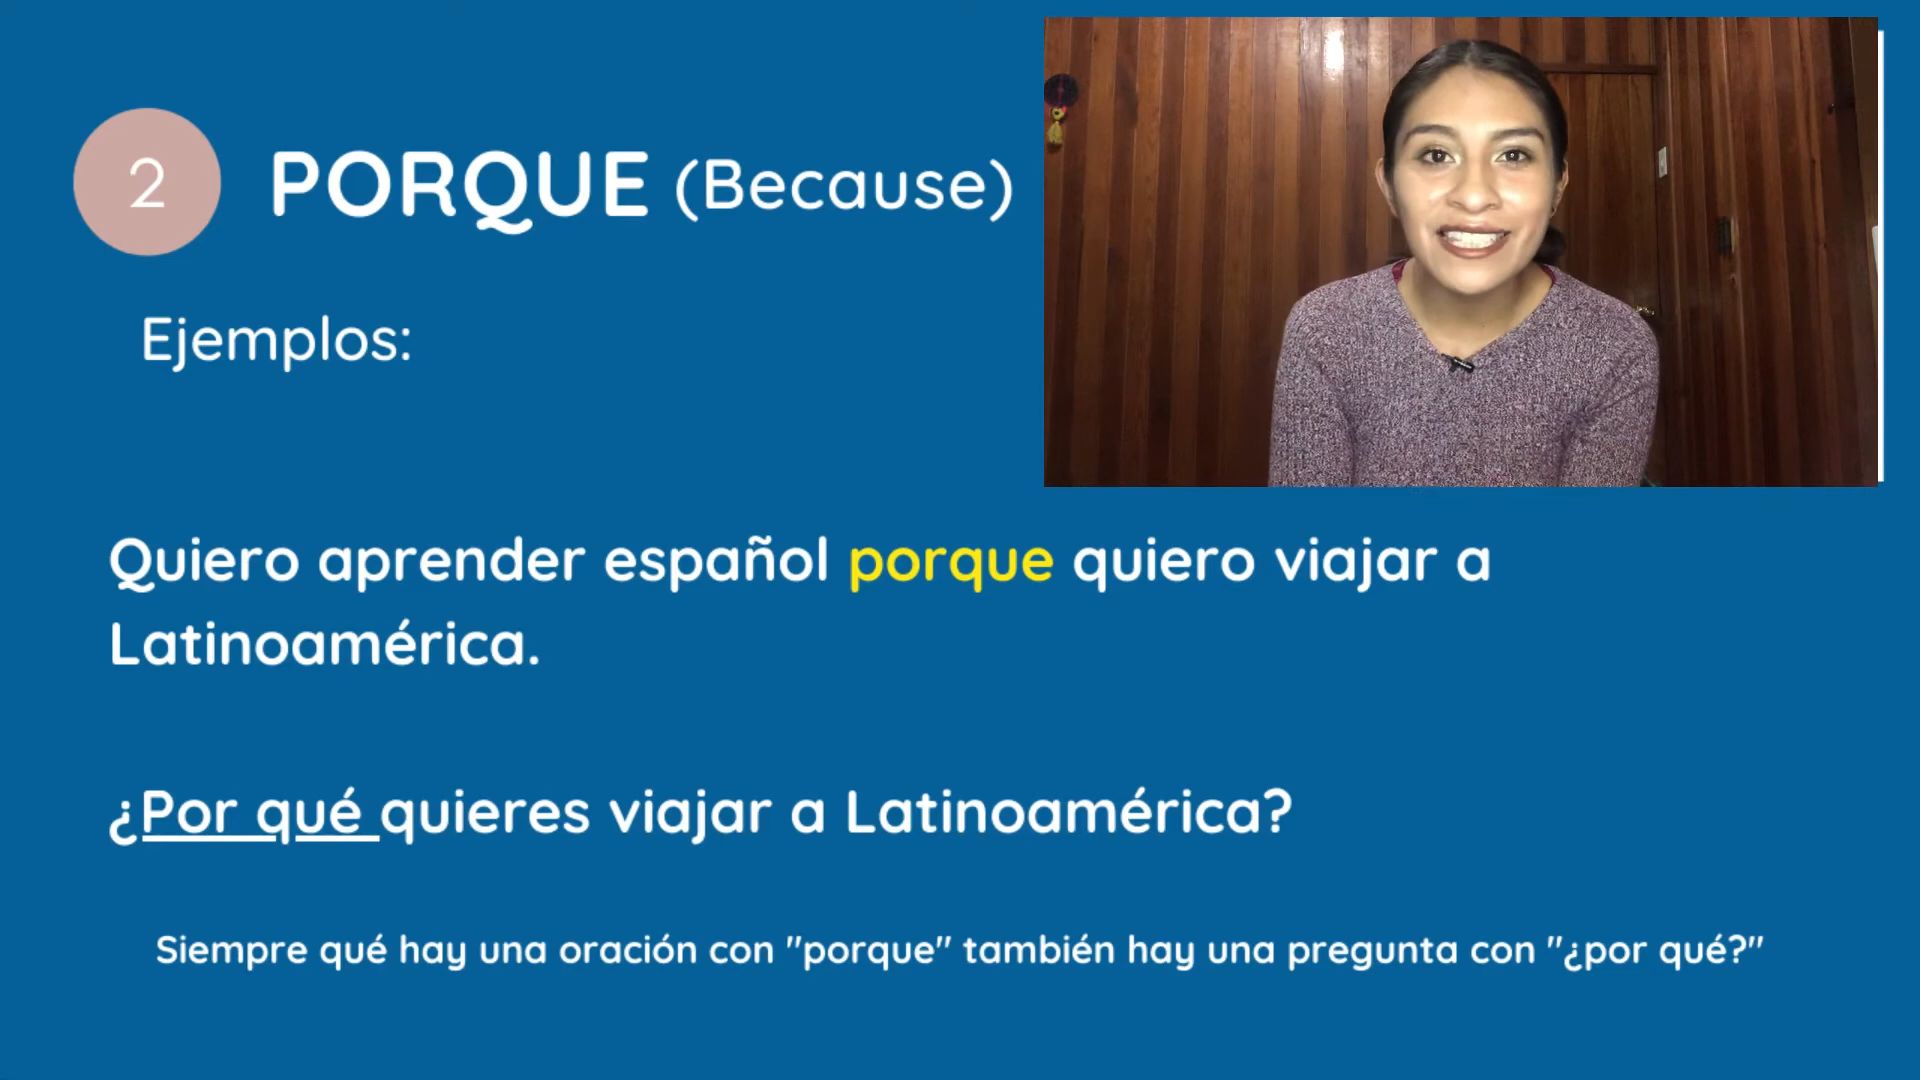 2 PORQUE (Because)
Ejemplos:
Quiero aprender español porque quiero viajar a
Latinoamérica.
¿Por qué quieres viajar a Latinoamérica?
Siempre qué hay una oración con "porque" también hay una pregunta con "¿por qué?"